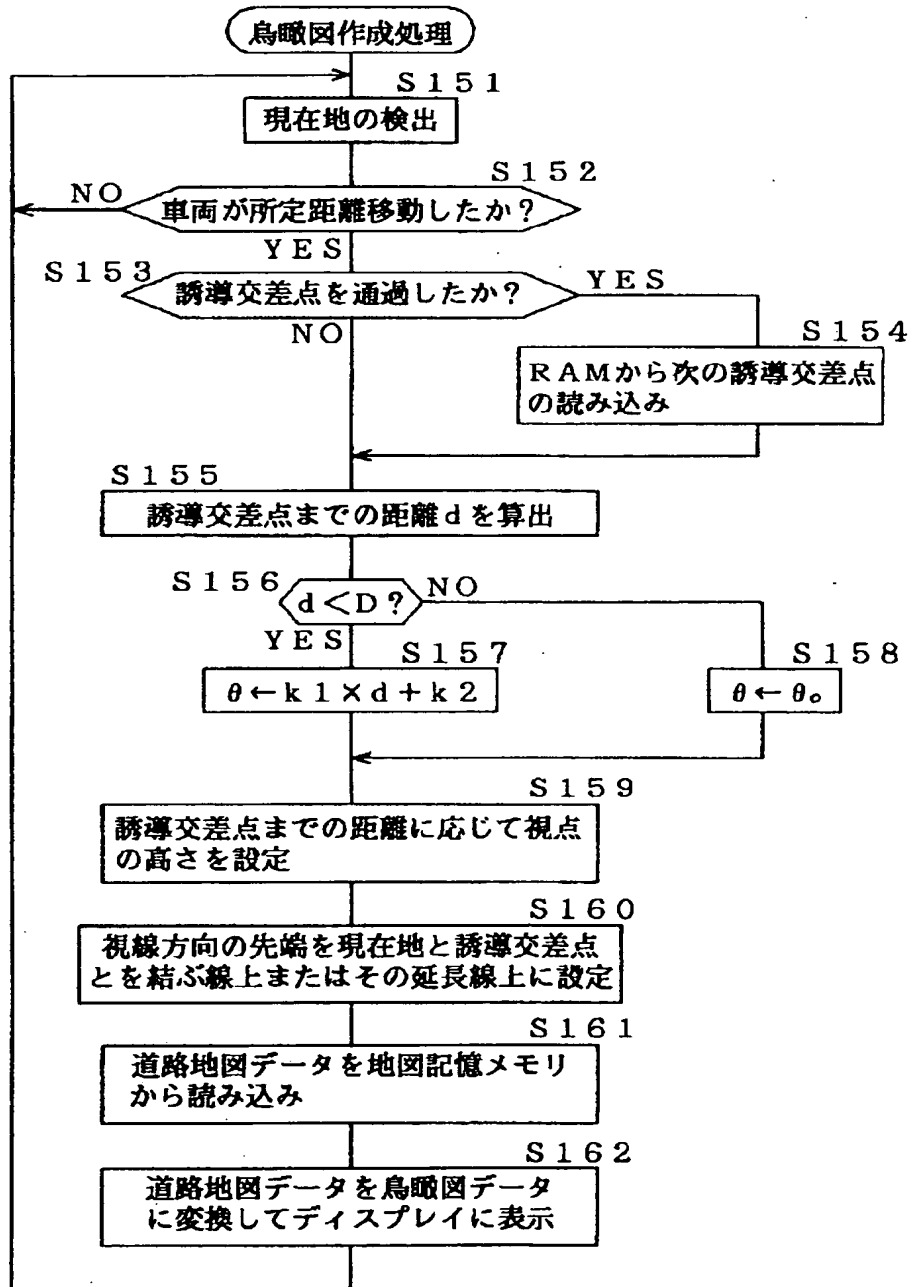 鳥瞰図作成処理
S151
現在地の検出
S152
NO
車両が所定距離移動したか?
YES
S153
誘導交差点を通過したか?
YES
NO
S154
RAMから次の誘導交差点
の読み込み
S155
誘導交差点までの距離dを算出
S156
d<D?
NO
YES
S157
θ←k1×d+k2
S158
θ←θ₀
S159
誘導交差点までの距離に応じて視点
の高さを設定
S160
視線方向の先端を現在地と誘導交差点
とを結ぶ線上またはその延長線上に設定
S161
道路地図データを地図記憶メモリ
から読み込み
S162
道路地図データを鳥瞰図データ
に変換してディスプレイに表示